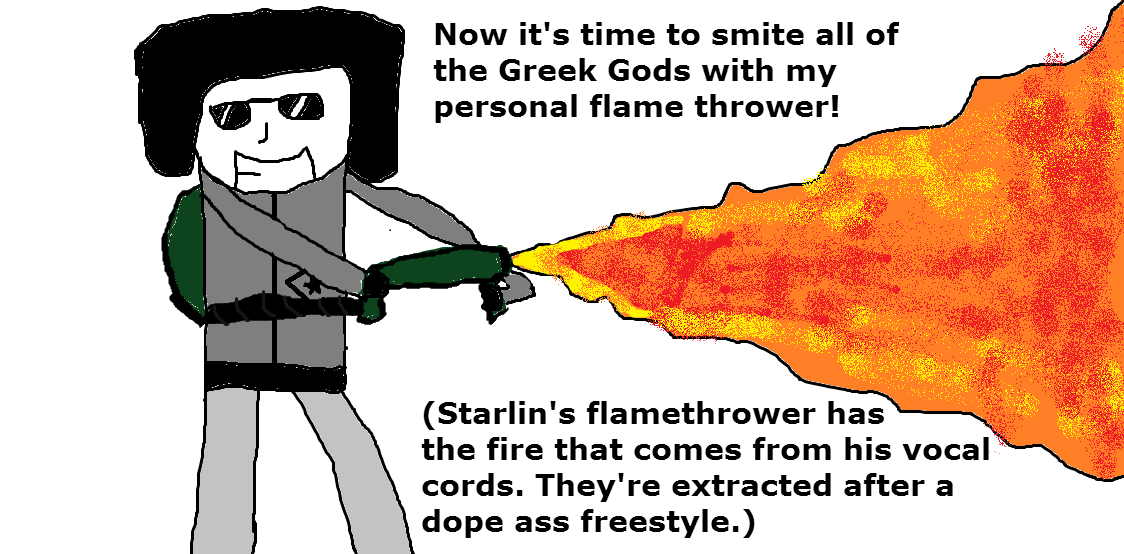 Now it's time to smite all of
the Greek Gods with my
personal flame thrower!
(Starlin's flamethrower has
the fire that comes from his vocal
cords. They're extracted after a
dope ass freestyle.)